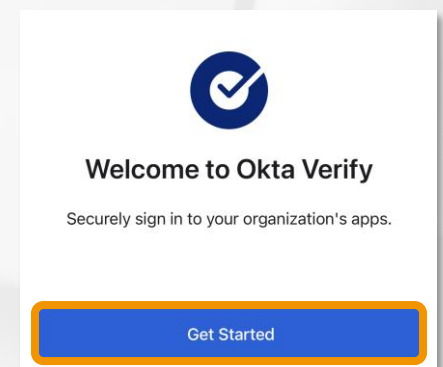 Welcome to Okta Verify
Securely sign in to your organization's apps.
Get Started